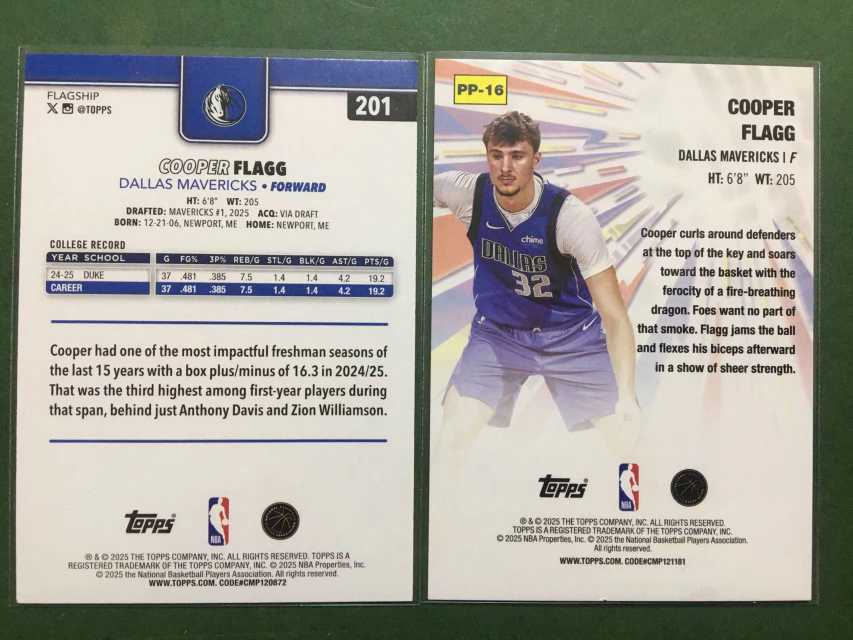 FLAGSHIP
X @TOPPS
201
COOPER FLAGG
DALLAS MAVERICKS • FORWARD
HT: 6'8" WT: 205
DRAFTED: MAVERICKS #1, 2025 ACQ: VIA DRAFT
BORN: 12-21-06, NEWPORT, ME HOME: NEWPORT, ME
COLLEGE RECORD
YEAR SCHOOL G FG% 3P% REB/G STL/G BLK/G AST/G PTS/G
24-25 DUKE 37 .481 .385 7.5 1.4 1.4 4.2 19.2
CAREER 37 .481 .385 7.5 1.4 1.4 4.2 19.2
Cooper had one of the most impactful freshman seasons of
the last 15 years with a box plus/minus of 16.3 in 2024/25.
That was the third highest among first-year players during
that span, behind just Anthony Davis and Zion Williamson.
Topps
NBA
® & © 2025 THE TOPPS COMPANY, INC. ALL RIGHTS RESERVED. TOPPS IS A
REGISTERED TRADEMARK OF THE TOPPS COMPANY, INC. © 2025 NBA Properties, Inc.
© 2025 the National Basketball Players Association. All rights reserved.
WWW.TOPPS.COM. CODE#CMP120872
PP-16
COOPER
FLAGG
DALLAS MAVERICKS | F
HT: 6'8" WT: 205
chime
DALLAS
32
Cooper curls around defenders
at the top of the key and soars
toward the basket with the
ferocity of a fire-breathing
dragon. Foes want no part of
that smoke. Flagg jams the ball
and flexes his biceps afterward
in a show of sheer strength.
Topps
NBA
® & © 2025 THE TOPPS COMPANY, INC. ALL RIGHTS RESERVED.
TOPPS IS A REGISTERED TRADEMARK OF THE TOPPS COMPANY, INC.
© 2025 NBA Properties, Inc. © 2025 the National Basketball Players Association.
All rights reserved.
WWW.TOPPS.COM. CODE#CMP121181